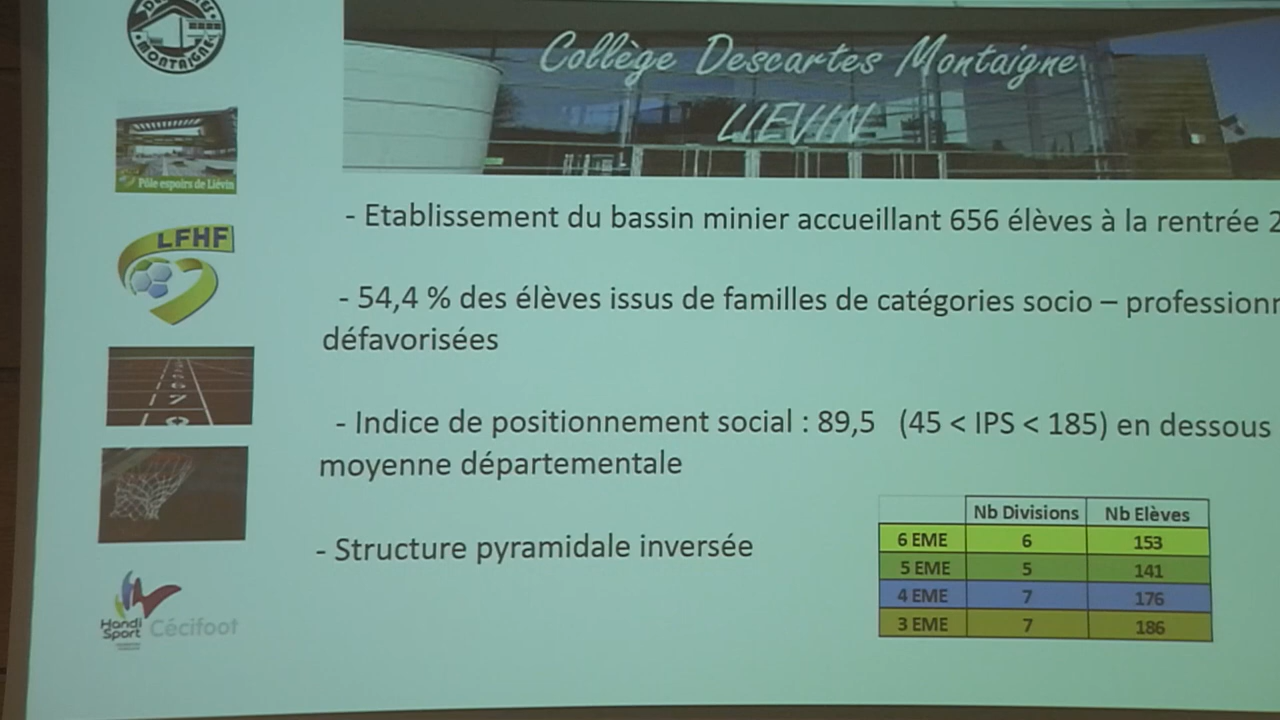 MONTAIGNE
Pôle espoirs de Liévin
LFHF
Handi
Sport
Cécifoot
Collège Descartes Montaigne
LIEVIN
- Etablissement du bassin minier accueillant 656 élèves à la rentrée
- 54,4 % des élèves issus de familles de catégories socio –
défavorisées
- Indice de positionnement social : 89,5 (45 < IPS < 185) en dessous
moyenne départementale
- Structure pyramidale inversée
Nb Divisions Nb Elèves
6 EME 6 153
5 EME 5 141
4 EME 7 176
3 EME 7 186